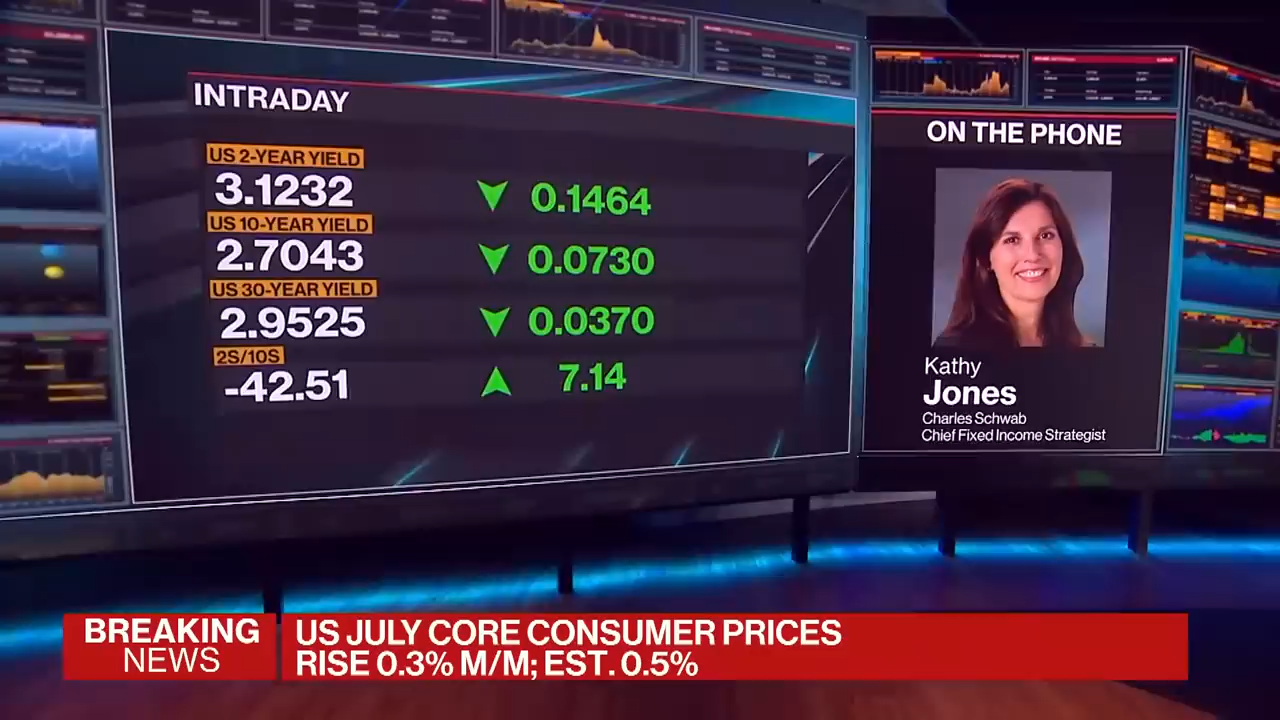 INTRADAY
US 2-YEAR YIELD
3.1232 0.1464
US 10-YEAR YIELD
2.7043 0.0730
US 30-YEAR YIELD
2.9525 0.0370
2S/10S
-42.51 7.14
ON THE PHONE
Kathy
Jones
Charles Schwab
Chief Fixed Income Strategist
BREAKING
NEWS
US JULY CORE CONSUMER PRICES
RISE 0.3% M/M; EST. 0.5%